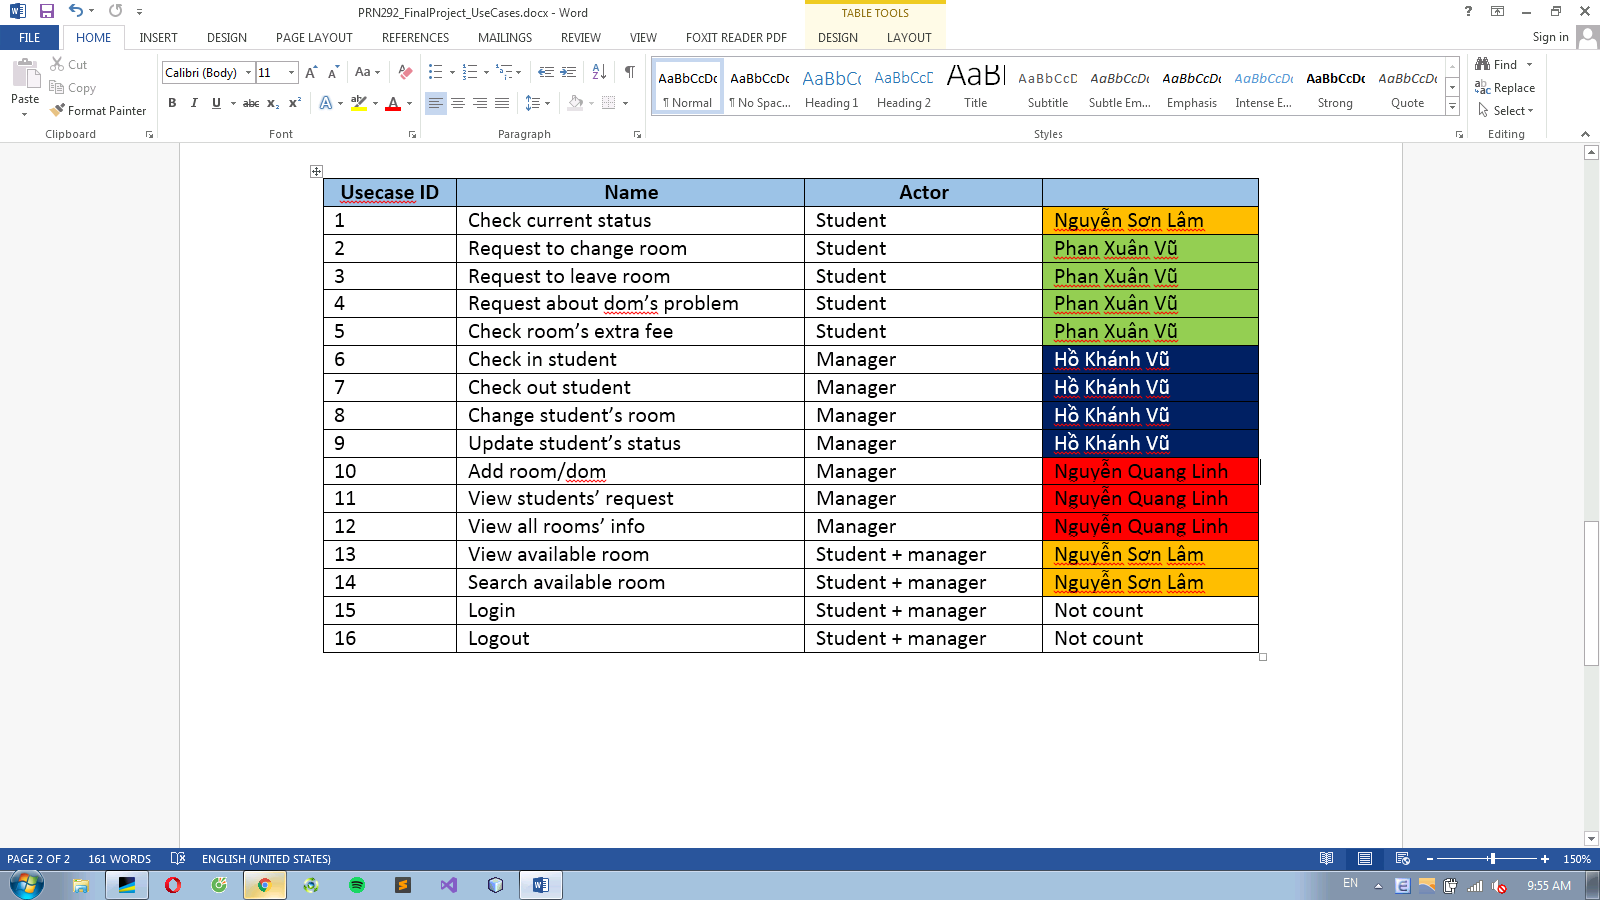 PRN292_FinalProject_UseCases.docx - Word
TABLE TOOLS
?
FILE
HOME
INSERT
DESIGN
PAGE LAYOUT
REFERENCES
MAILINGS
REVIEW
VIEW
FOXIT READER PDF
DESIGN
LAYOUT
Sign in
Paste
Cut
Copy
Format Painter
Clipboard
Calibri (Body)
11
Font
Paragraph
AaBbCcDc
¶ Normal
AaBbCcDc
¶ No Spac...
AaBbCc
Heading 1
AaBbCcD
Heading 2
AaBl
Title
AaBbCcD
Subtitle
AaBbCcDc
Subtle Em...
AaBbCcDc
Emphasis
AaBbCcDc
Intense E...
AaBbCcDc
Strong
AaBbCcDc
Quote
Styles
Find
Replace
Select
Editing
Usecase ID Name Actor
1 Check current status Student Nguyễn Sơn Lâm
2 Request to change room Student Phan Xuân Vũ
3 Request to leave room Student Phan Xuân Vũ
4 Request about dom’s problem Student Phan Xuân Vũ
5 Check room’s extra fee Student Phan Xuân Vũ
6 Check in student Manager Hồ Khánh Vũ
7 Check out student Manager Hồ Khánh Vũ
8 Change student’s room Manager Hồ Khánh Vũ
9 Update student’s status Manager Hồ Khánh Vũ
10 Add room/dom Manager Nguyễn Quang Linh
11 View students’ request Manager Nguyễn Quang Linh
12 View all rooms’ info Manager Nguyễn Quang Linh
13 View available room Student + manager Nguyễn Sơn Lâm
14 Search available room Student + manager Nguyễn Sơn Lâm
15 Login Student + manager Not count
16 Logout Student + manager Not count
PAGE 2 OF 2 161 WORDS ENGLISH (UNITED STATES) 150%
EN 9:55 AM